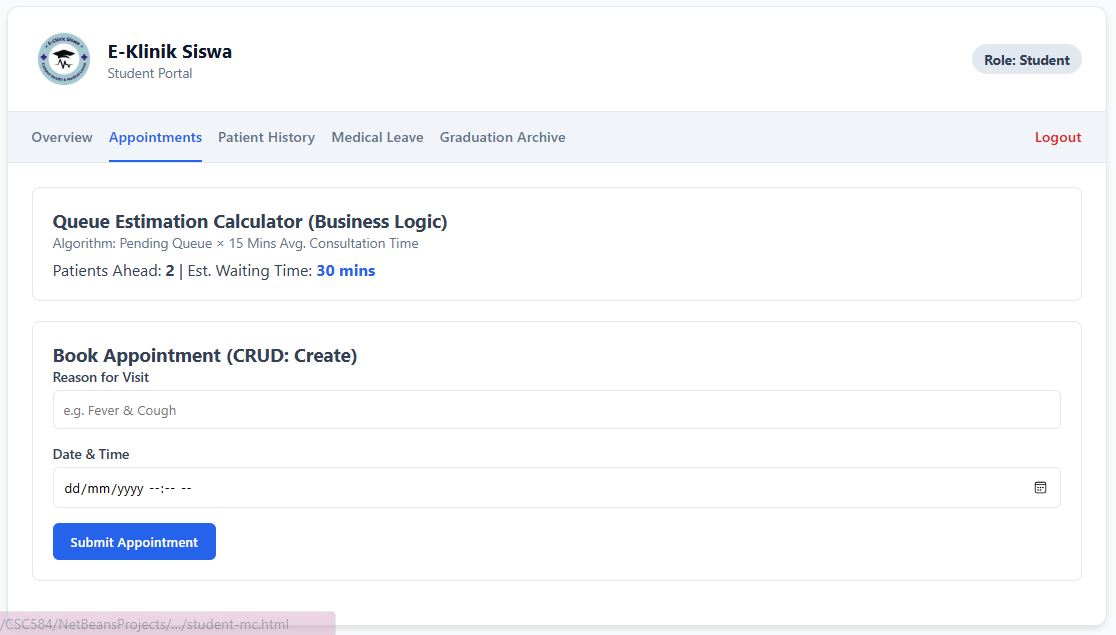 E-Klinik Siswa
Student Portal
Role: Student
Overview Appointments Patient History Medical Leave Graduation Archive Logout
Queue Estimation Calculator (Business Logic)
Algorithm: Pending Queue × 15 Mins Avg. Consultation Time
Patients Ahead: 2 | Est. Waiting Time: 30 mins
Book Appointment (CRUD: Create)
Reason for Visit
e.g. Fever & Cough
Date & Time
dd/mm/yyyy --:-- --
Submit Appointment
/CSC584/NetBeansProjects/.../student-mc.html